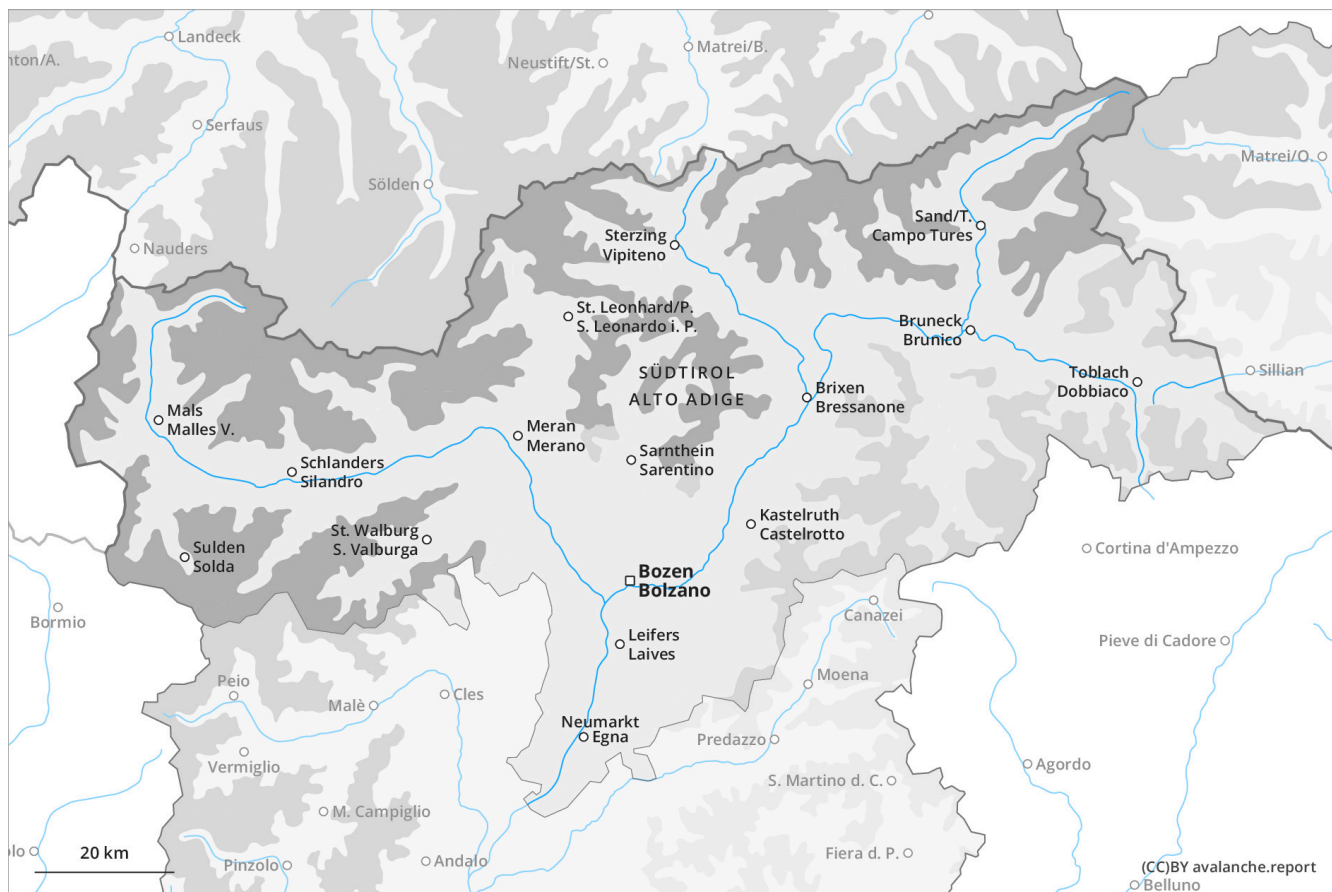 Landeck
nton/A.
Matrei/B.
Neustift/St.
Serfaus
Matrei/O.
Sölden
Sand/T.
Campo Tures
Sterzing
Vipiteno
Nauders
St. Leonhard/P.
S. Leonardo i. P.
Bruneck
Brunico
SÜDTIROL
ALTO ADIGE
Toblach
Dobbiaco
Sillian
Brixen
Bressanone
Mals
Malles V.
Meran
Merano
Schlanders
Silandro
Sarnthein
Sarentino
Kastelruth
Castelrotto
St. Walburg
S. Valburga
Sulden
Solda
Cortina d'Ampezzo
Bozen
Bolzano
Bormio
Canazei
Leifers
Laives
Pieve di Cadore
Peio
Moena
Cles
Malè
Neumarkt
Egna
Predazzo
Vermiglio
Agordo
S. Martino d. C.
M. Campiglio
olo
20 km
Pinzolo
Andalo
Fiera d. P.
(CC)BY avalanche.report
Belluno